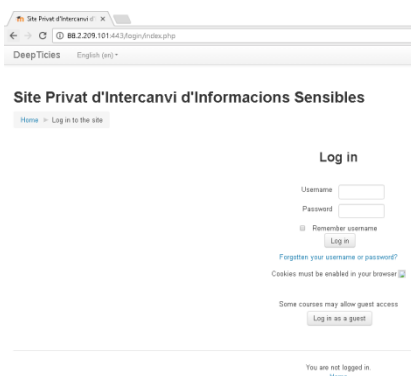 Site Privat d'Intercanvi d'I
88.2.209.101:443/login/index.php
DeepTicies English (en)
Site Privat d'Intercanvi d'Informacions Sensibles
Home Log in to the site
Log in
Username
Password
Remember username
Log in
Forgotten your username or password?
Cookies must be enabled in your browser
Some courses may allow guest access
Log in as a guest
You are not logged in.
Home